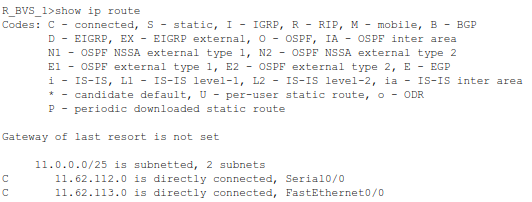 R_BVS_1>show ip route
Codes: C - connected, S - static, I - IGRP, R - RIP, M - mobile, B - BGP
       D - EIGRP, EX - EIGRP external, O - OSPF, IA - OSPF inter area
       N1 - OSPF NSSA external type 1, N2 - OSPF NSSA external type 2
       E1 - OSPF external type 1, E2 - OSPF external type 2, E - EGP
       i - IS-IS, L1 - IS-IS level-1, L2 - IS-IS level-2, ia - IS-IS inter area
       * - candidate default, U - per-user static route, o - ODR
       P - periodic downloaded static route
Gateway of last resort is not set
     11.0.0.0/25 is subnetted, 2 subnets
C       11.62.112.0 is directly connected, Serial0/0
C       11.62.113.0 is directly connected, FastEthernet0/0